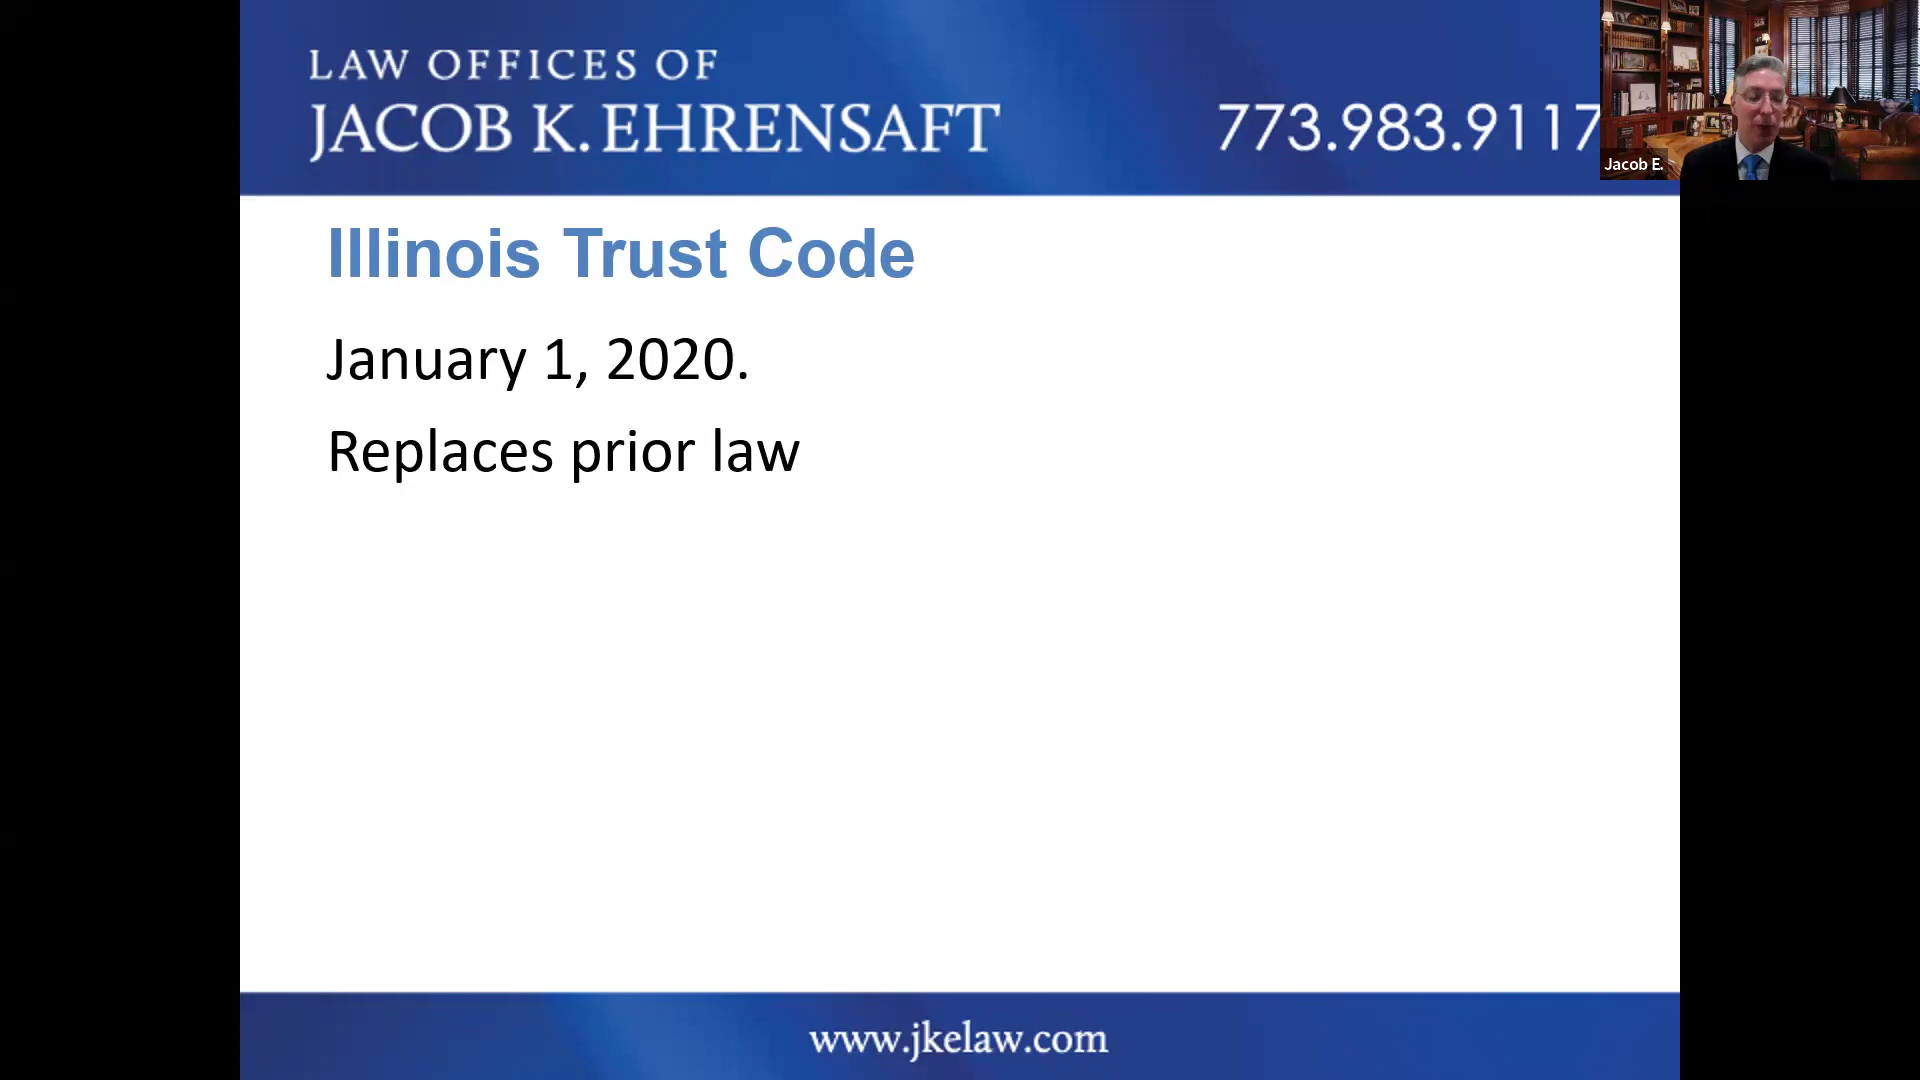 LAW OFFICES OF
JACOB K. EHRENSAFT
773.983.9117
Jacob E.
Illinois Trust Code
January 1, 2020.
Replaces prior law
www.jkelaw.com